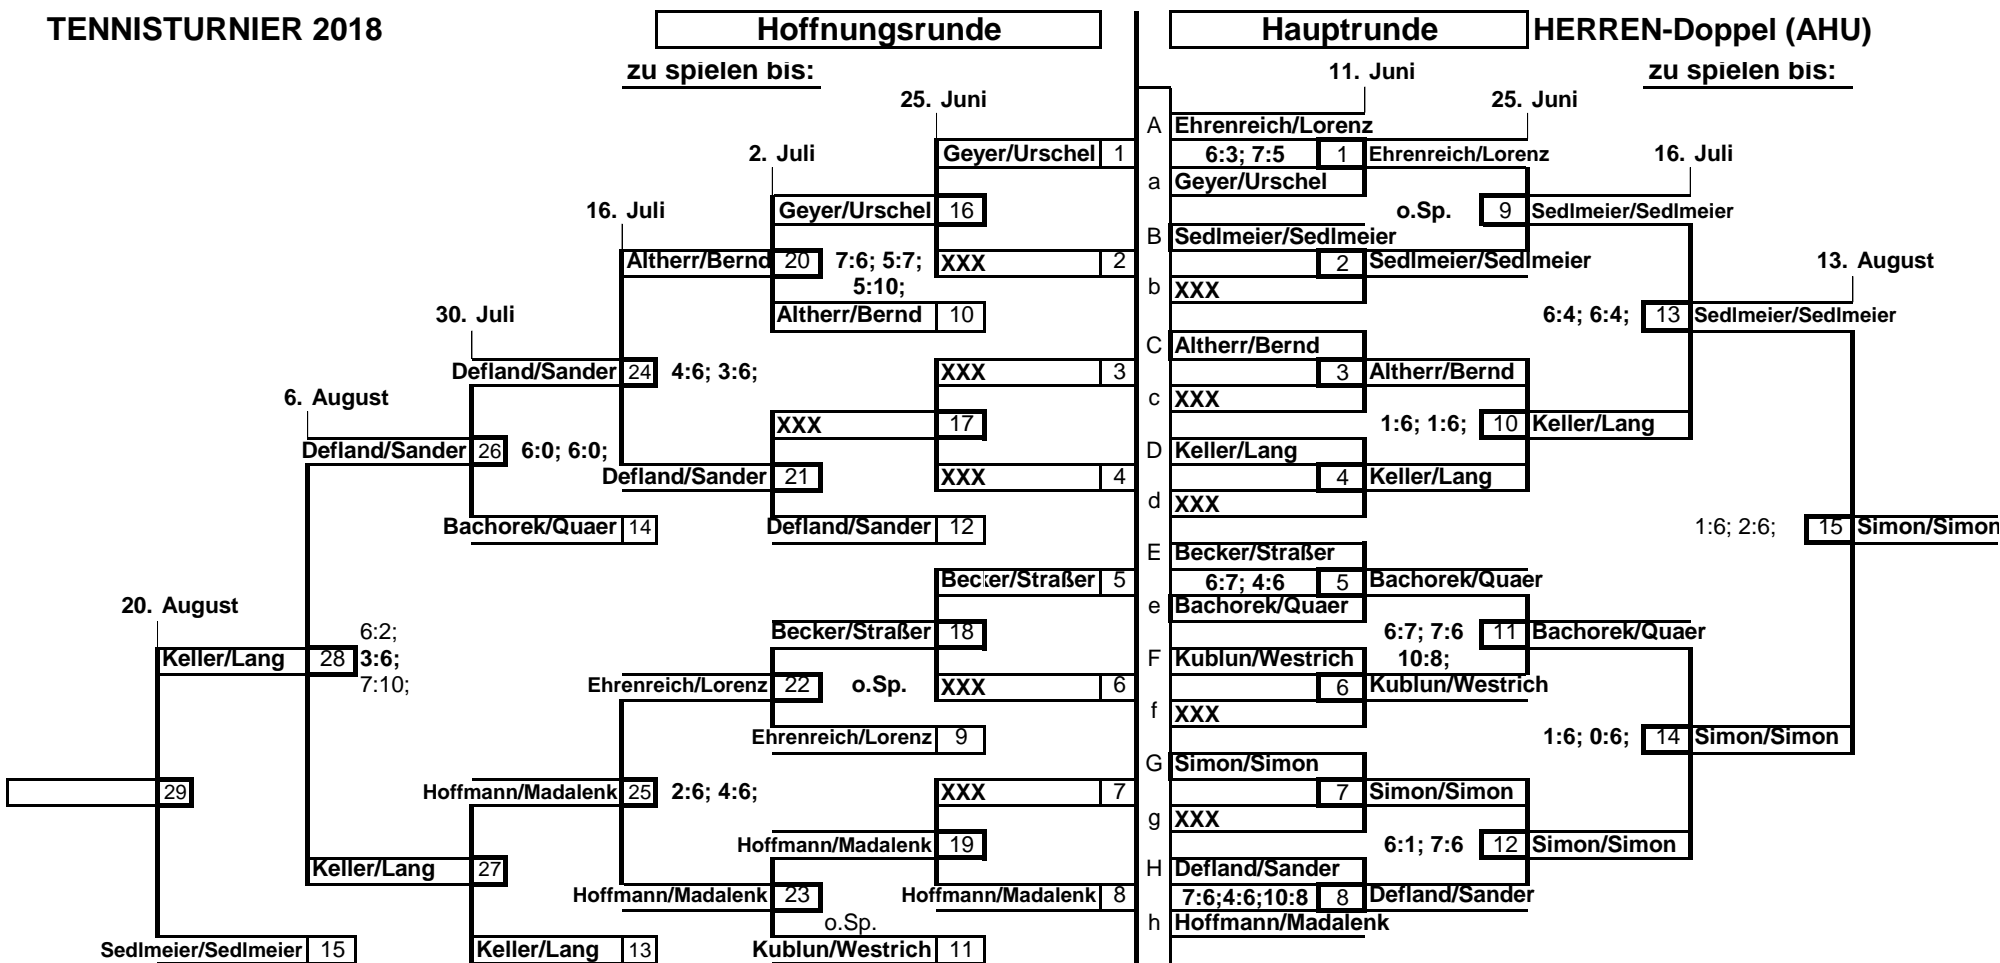 TENNISTURNIER 2018 Hoffnungsrunde Hauptrunde HERREN-Doppel (AHU)
zu spielen bis: 11. Juni zu spielen bis:
25. Juni 25. Juni
A Ehrenreich/Lorenz
2. Juli Geyer/Urschel 1 6:3; 7:5 1 Ehrenreich/Lorenz 16. Juli
a Geyer/Urschel
16. Juli Geyer/Urschel 16 o.Sp. 9 Sedlmeier/Sedlmeier
B Sedlmeier/Sedlmeier
Altherr/Bernd 20 7:6; 5:7; XXX 2 2 Sedlmeier/Sedlmeier 13. August
5:10; b XXX
30. Juli Altherr/Bernd 10 6:4; 6:4; 13 Sedlmeier/Sedlmeier
C Altherr/Bernd
Defland/Sander 24 4:6; 3:6; XXX 3 3 Altherr/Bernd
6. August c XXX
XXX 17 1:6; 1:6; 10 Keller/Lang
Defland/Sander 26 6:0; 6:0; D Keller/Lang
Defland/Sander 21 XXX 4 4 Keller/Lang
d XXX
Bachorek/Quaer 14 Defland/Sander 12 1:6; 2:6; 15 Simon/Simon
E Becker/Straßer
Becker/Straßer 5 6:7; 4:6 5 Bachorek/Quaer
20. August e Bachorek/Quaer
6:2; Becker/Straßer 18 6:7; 7:6 11 Bachorek/Quaer
Keller/Lang 28 3:6; F Kublun/Westrich 10:8;
7:10; Ehrenreich/Lorenz 22 o.Sp. XXX 6 6 Kublun/Westrich
f XXX
Ehrenreich/Lorenz 9 1:6; 0:6; 14 Simon/Simon
G Simon/Simon
29 Hoffmann/Madalenk 25 2:6; 4:6; XXX 7 7 Simon/Simon
g XXX
Hoffmann/Madalenk 19 6:1; 7:6 12 Simon/Simon
Keller/Lang 27 H Defland/Sander
Hoffmann/Madalenk 23 Hoffmann/Madalenk 8 7:6;4:6;10:8 8 Defland/Sander
o.Sp. h Hoffmann/Madalenk
Sedlmeier/Sedlmeier 15 Keller/Lang 13 Kublun/Westrich 11